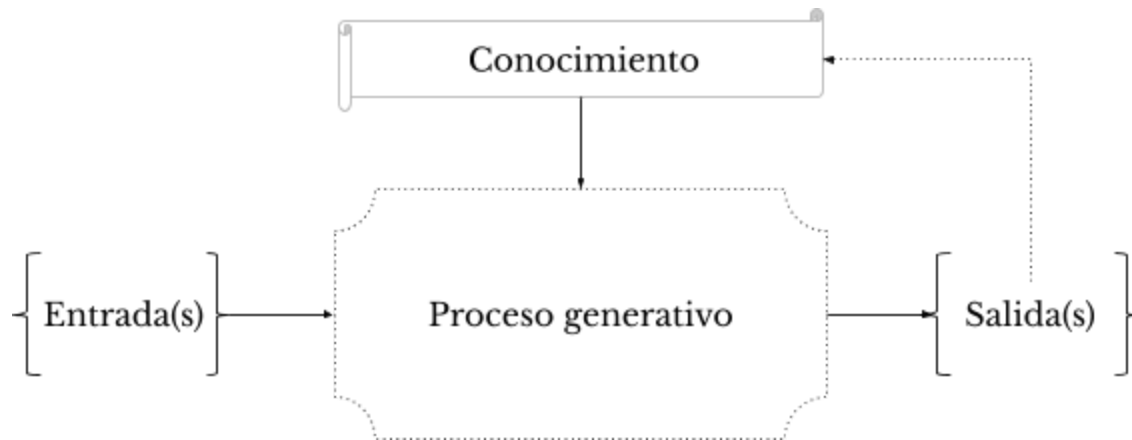 Conocimiento
Entrada(s)
Proceso generativo
Salida(s)